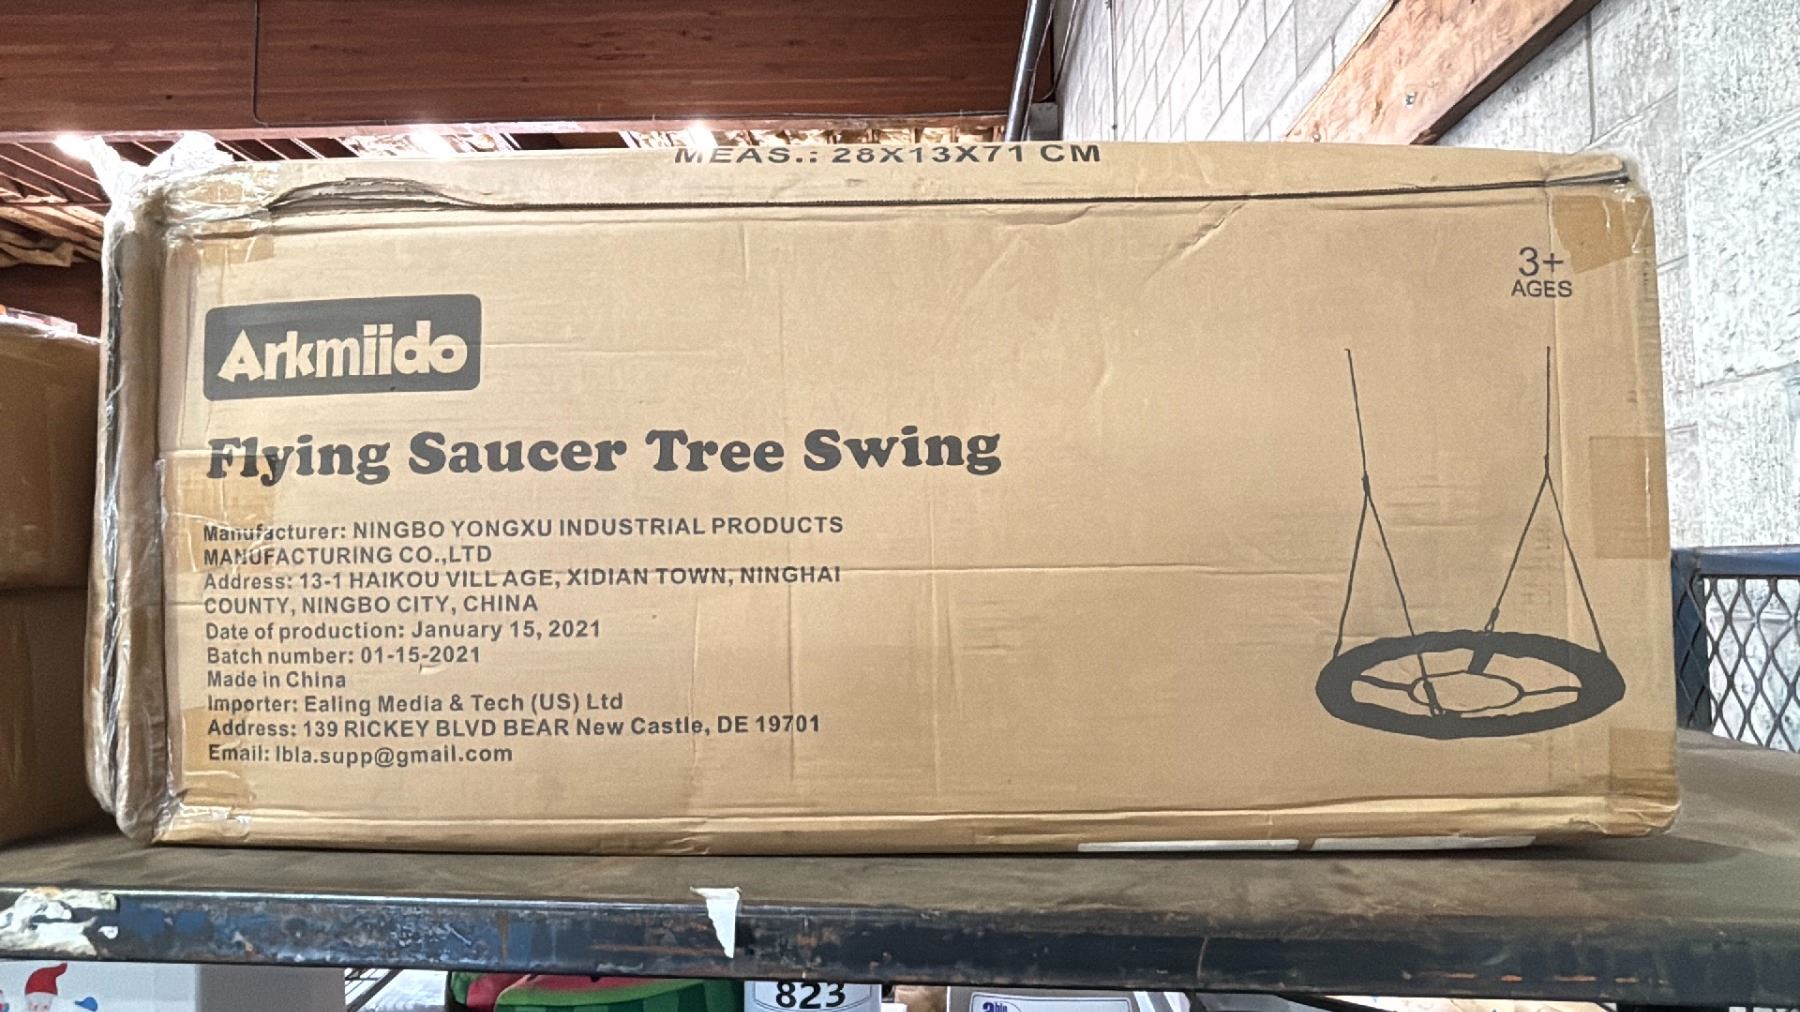 MEAS.: 28X13X71 CM
3+
AGES
Arkmiido
Flying Saucer Tree Swing
Manufacturer: NINGBO YONGXU INDUSTRIAL PRODUCTS
MANUFACTURING CO.,LTD
Address: 13-1 HAIKOU VILLAGE, XIDIAN TOWN, NINGHAI
COUNTY, NINGBO CITY, CHINA
Date of production: January 15, 2021
Batch number: 01-15-2021
Made in China
Importer: Ealing Media & Tech (US) Ltd
Address: 139 RICKEY BLVD BEAR New Castle, DE 19701
Email: lbla.supp@gmail.com
823